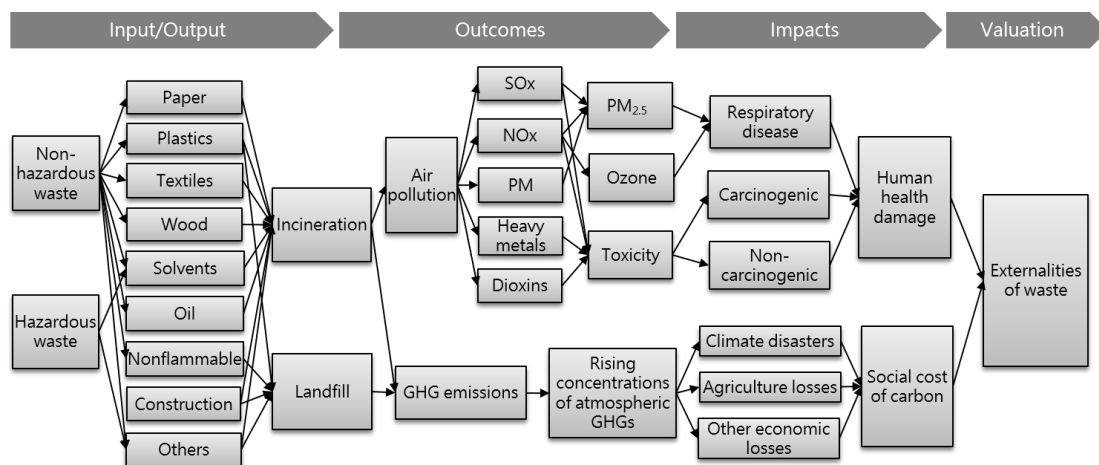 Input/Output
Outcomes
Impacts
Valuation
Non-
hazardous
waste
Hazardous
waste
Paper
Plastics
Textiles
Wood
Solvents
Oil
Nonflammable
Construction
Others
Incineration
Landfill
Air
pollution
GHG emissions
SOx
NOx
PM
Heavy
metals
Dioxins
PM2.5
Ozone
Toxicity
Rising
concentrations
of atmospheric
GHGs
Respiratory
disease
Carcinogenic
Non-
carcinogenic
Climate disasters
Agriculture losses
Other economic
losses
Human
health
damage
Social cost
of carbon
Externalities
of waste